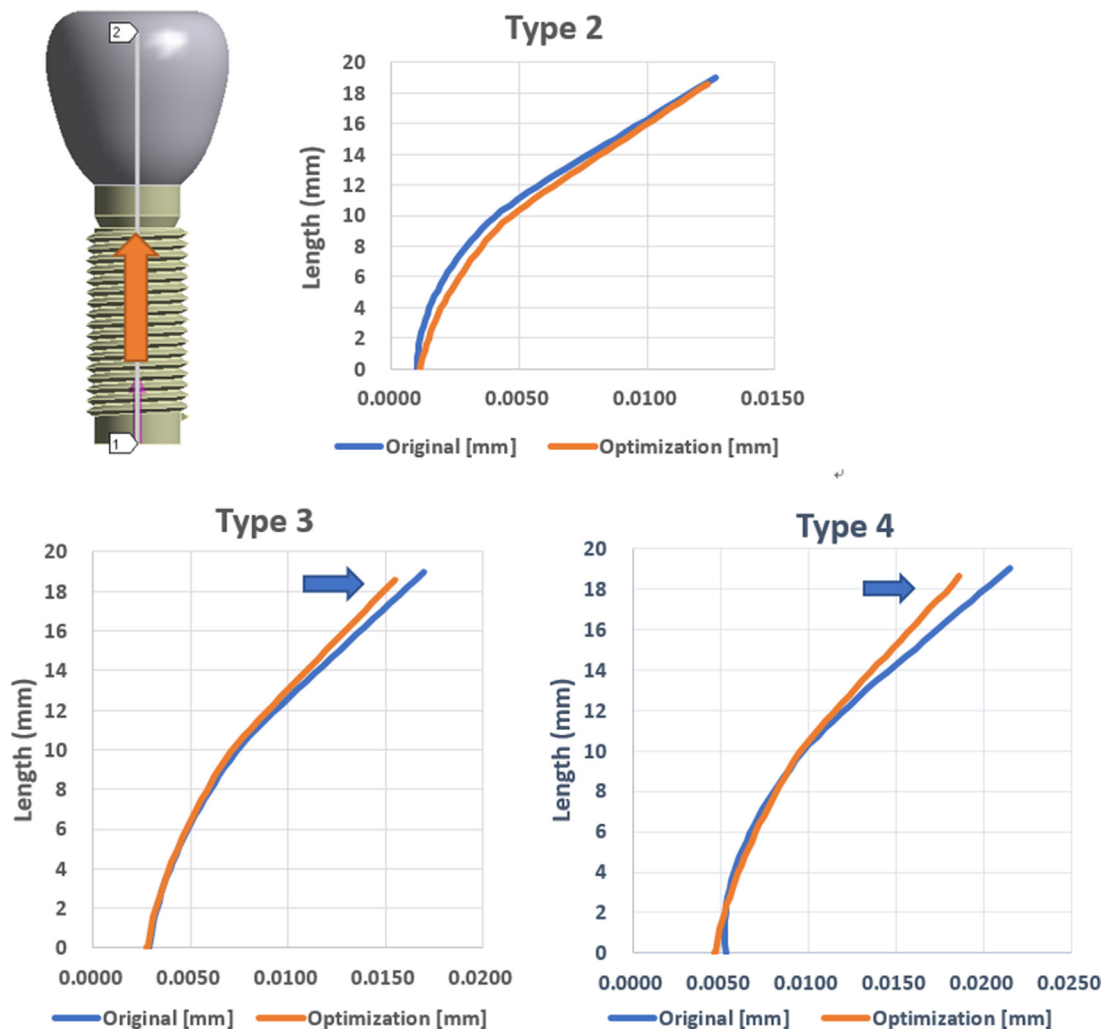 2
1
Type 2
Length (mm)
20
18
16
14
12
10
8
6
4
2
0
0.0000 0.0050 0.0100 0.0150
Original [mm] Optimization [mm]
Type 3
Length (mm)
20
18
16
14
12
10
8
6
4
2
0
0.0000 0.0050 0.0100 0.0150 0.0200
Original [mm] Optimization [mm]
Type 4
Length (mm)
20
18
16
14
12
10
8
6
4
2
0
0.0000 0.0050 0.0100 0.0150 0.0200 0.0250
Original [mm] Optimization [mm]